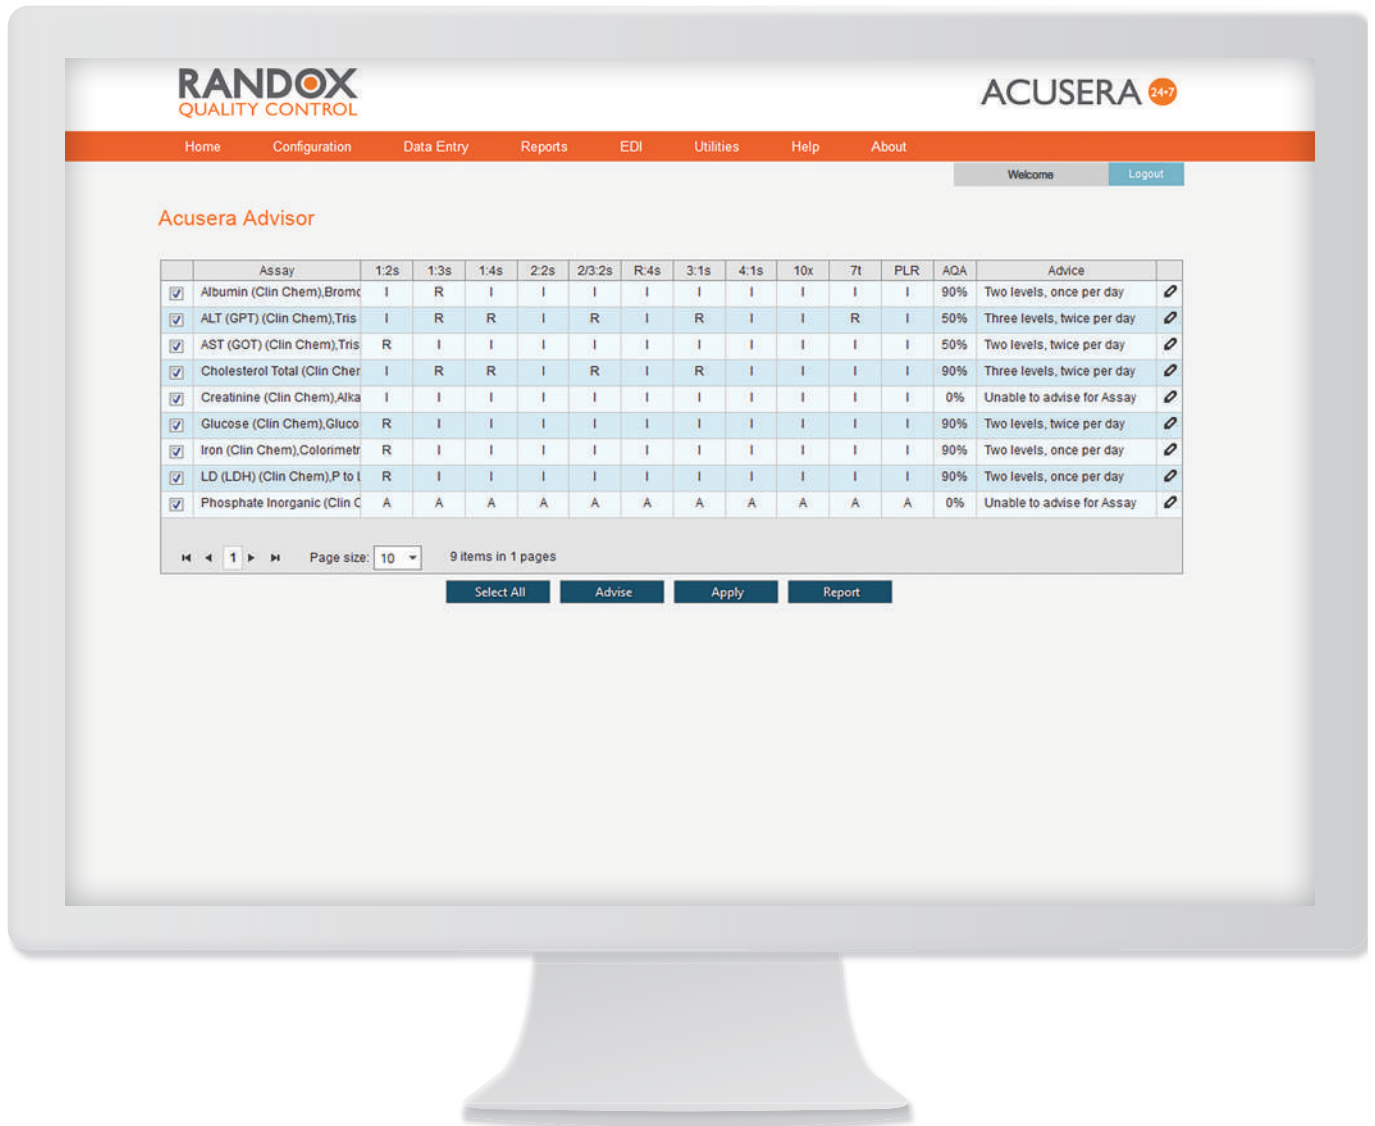 RANDOX
QUALITY CONTROL
ACUSERA 24•7
Home Configuration Data Entry Reports EDI Utilities Help About
Welcome Logout
Acusera Advisor
Assay 1:2s 1:3s 1:4s 2:2s 2/3:2s R:4s 3:1s 4:1s 10x 7t PLR AQA Advice
Albumin (Clin Chem),Bromc I R I I I I I I I I I 90% Two levels, once per day
ALT (GPT) (Clin Chem),Tris I R R I R I R I I R I 50% Three levels, twice per day
AST (GOT) (Clin Chem),Tris R I I I I I I I I I I 50% Two levels, twice per day
Cholesterol Total (Clin Cher I R R I R I R I I I I 90% Three levels, twice per day
Creatinine (Clin Chem),Alka I I I I I I I I I I I 0% Unable to advise for Assay
Glucose (Clin Chem),Gluco R I I I I I I I I I I 90% Two levels, twice per day
Iron (Clin Chem),Colorimetr R I I I I I I I I I I 90% Two levels, once per day
LD (LDH) (Clin Chem),P to L R I I I I I I I I I I 90% Two levels, once per day
Phosphate Inorganic (Clin C A A A A A A A A A A A 0% Unable to advise for Assay
1 Page size: 10 9 items in 1 pages
Select All Advise Apply Report